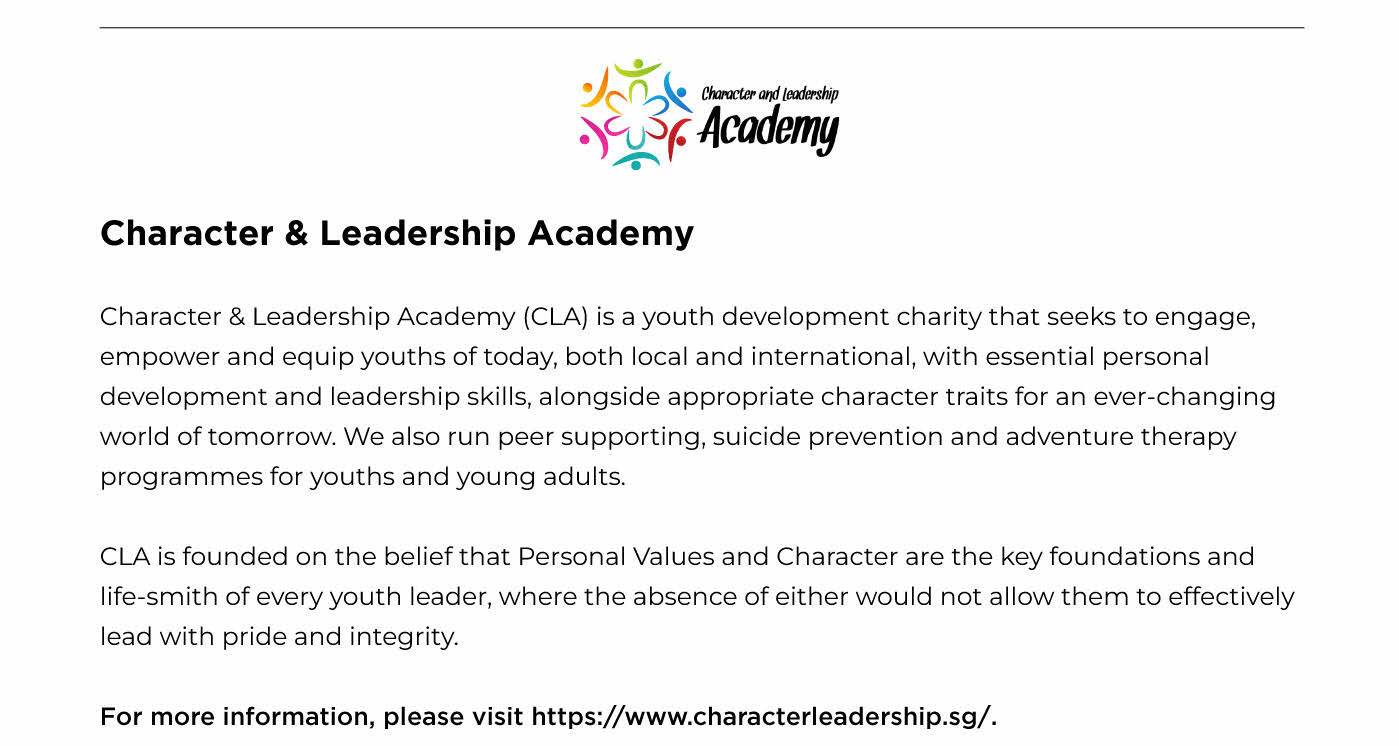 Character and Leadership
Academy
Character & Leadership Academy
Character & Leadership Academy (CLA) is a youth development charity that seeks to engage,
empower and equip youths of today, both local and international, with essential personal
development and leadership skills, alongside appropriate character traits for an ever-changing
world of tomorrow. We also run peer supporting, suicide prevention and adventure therapy
programmes for youths and young adults.
CLA is founded on the belief that Personal Values and Character are the key foundations and
life-smith of every youth leader, where the absence of either would not allow them to effectively
lead with pride and integrity.
For more information, please visit https://www.characterleadership.sg/.